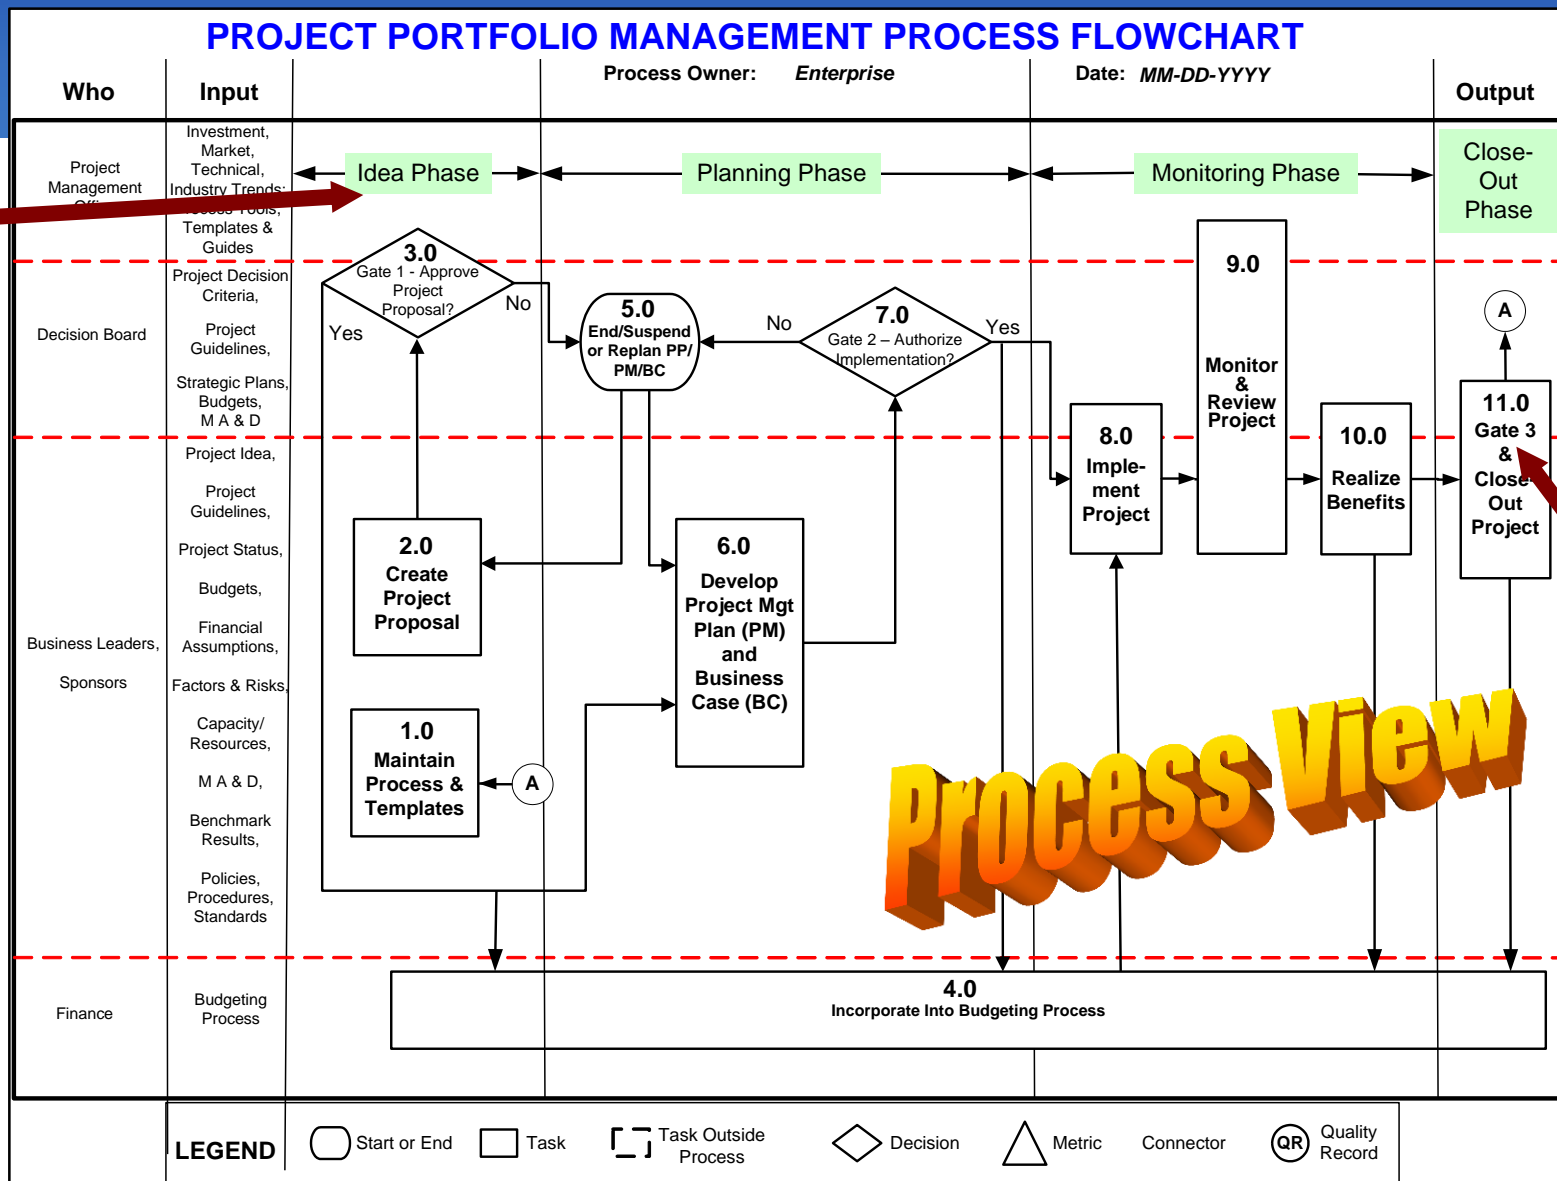 PROJECT PORTFOLIO MANAGEMENT PROCESS FLOWCHART
Process Owner: Enterprise
Date: MM-DD-YYYY
Who
Input
Output
Project
Management
Investment,
Market,
Technical,
Industry Trends;
Tools,
Templates &
Guides
Idea Phase
Planning Phase
Monitoring Phase
Close-
Out
Phase
Decision Board
Project Decision
Criteria,
Project
Guidelines,
Strategic Plans,
Budgets,
M A & D
3.0
Gate 1 - Approve
Project
Proposal?
Yes
No
5.0
End/Suspend
or Replan PP/
PM/BC
No
7.0
Gate 2 – Authorize
Implementation?
Yes
9.0
Monitor
&
Review
Project
A
Business Leaders,
Sponsors
Project Idea,
Project
Guidelines,
Project Status,
Budgets,
Financial
Assumptions,
Factors & Risks,
Capacity/
Resources,
M A & D,
Benchmark
Results,
Policies,
Procedures,
Standards
2.0
Create
Project
Proposal
1.0
Maintain
Process &
Templates
A
6.0
Develop
Project Mgt
Plan (PM)
and
Business
Case (BC)
8.0
Imple-
ment
Project
10.0
Realize
Benefits
11.0
Gate 3
&
Close-
Out
Project
Process View
Finance
Budgeting
Process
4.0
Incorporate Into Budgeting Process
LEGEND
Start or End
Task
Task Outside
Process
Decision
Metric
Connector
QR
Quality
Record